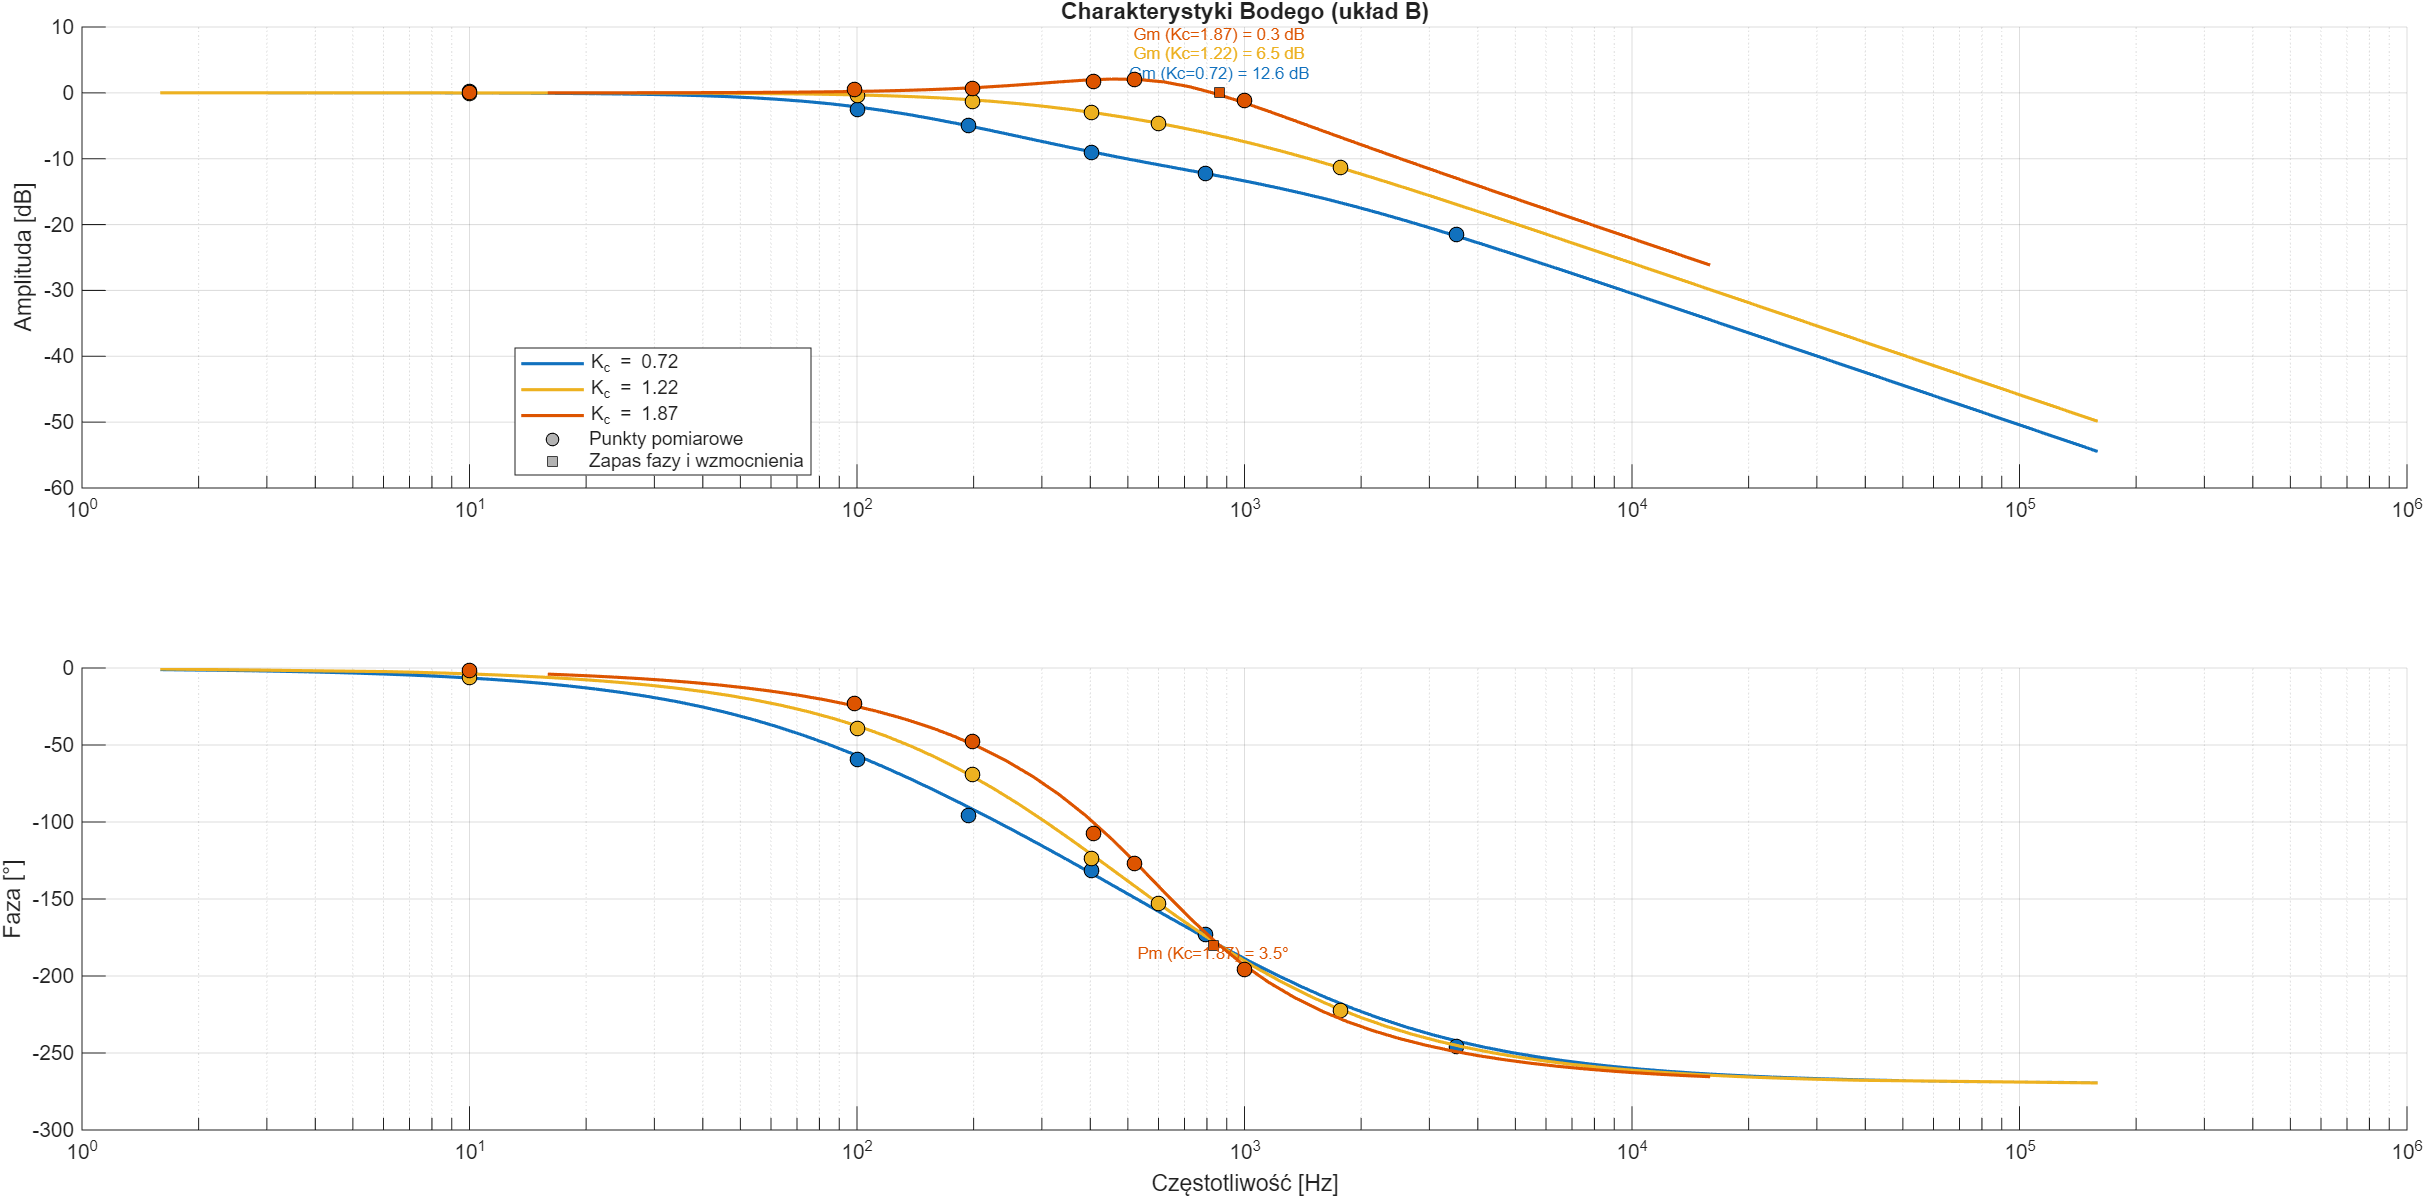 Charakterystyki Bodego (układ B)
Gm (Kc=1.87) = 0.3 dB
Gm (Kc=1.22) = 6.5 dB
Gm (Kc=0.72) = 12.6 dB
Amplituda [dB]
10
0
-10
-20
-30
-40
-50
-60
K_c = 0.72
K_c = 1.22
K_c = 1.87
Punkty pomiarowe
Zapas fazy i wzmocnienia
10^0 10^1 10^2 10^3 10^4 10^5 10^6
Faza [°]
0
-50
-100
-150
-200
-250
-300
Pm (Kc=1.87) = 3.5°
10^0 10^1 10^2 10^3 10^4 10^5 10^6
Częstotliwość [Hz]